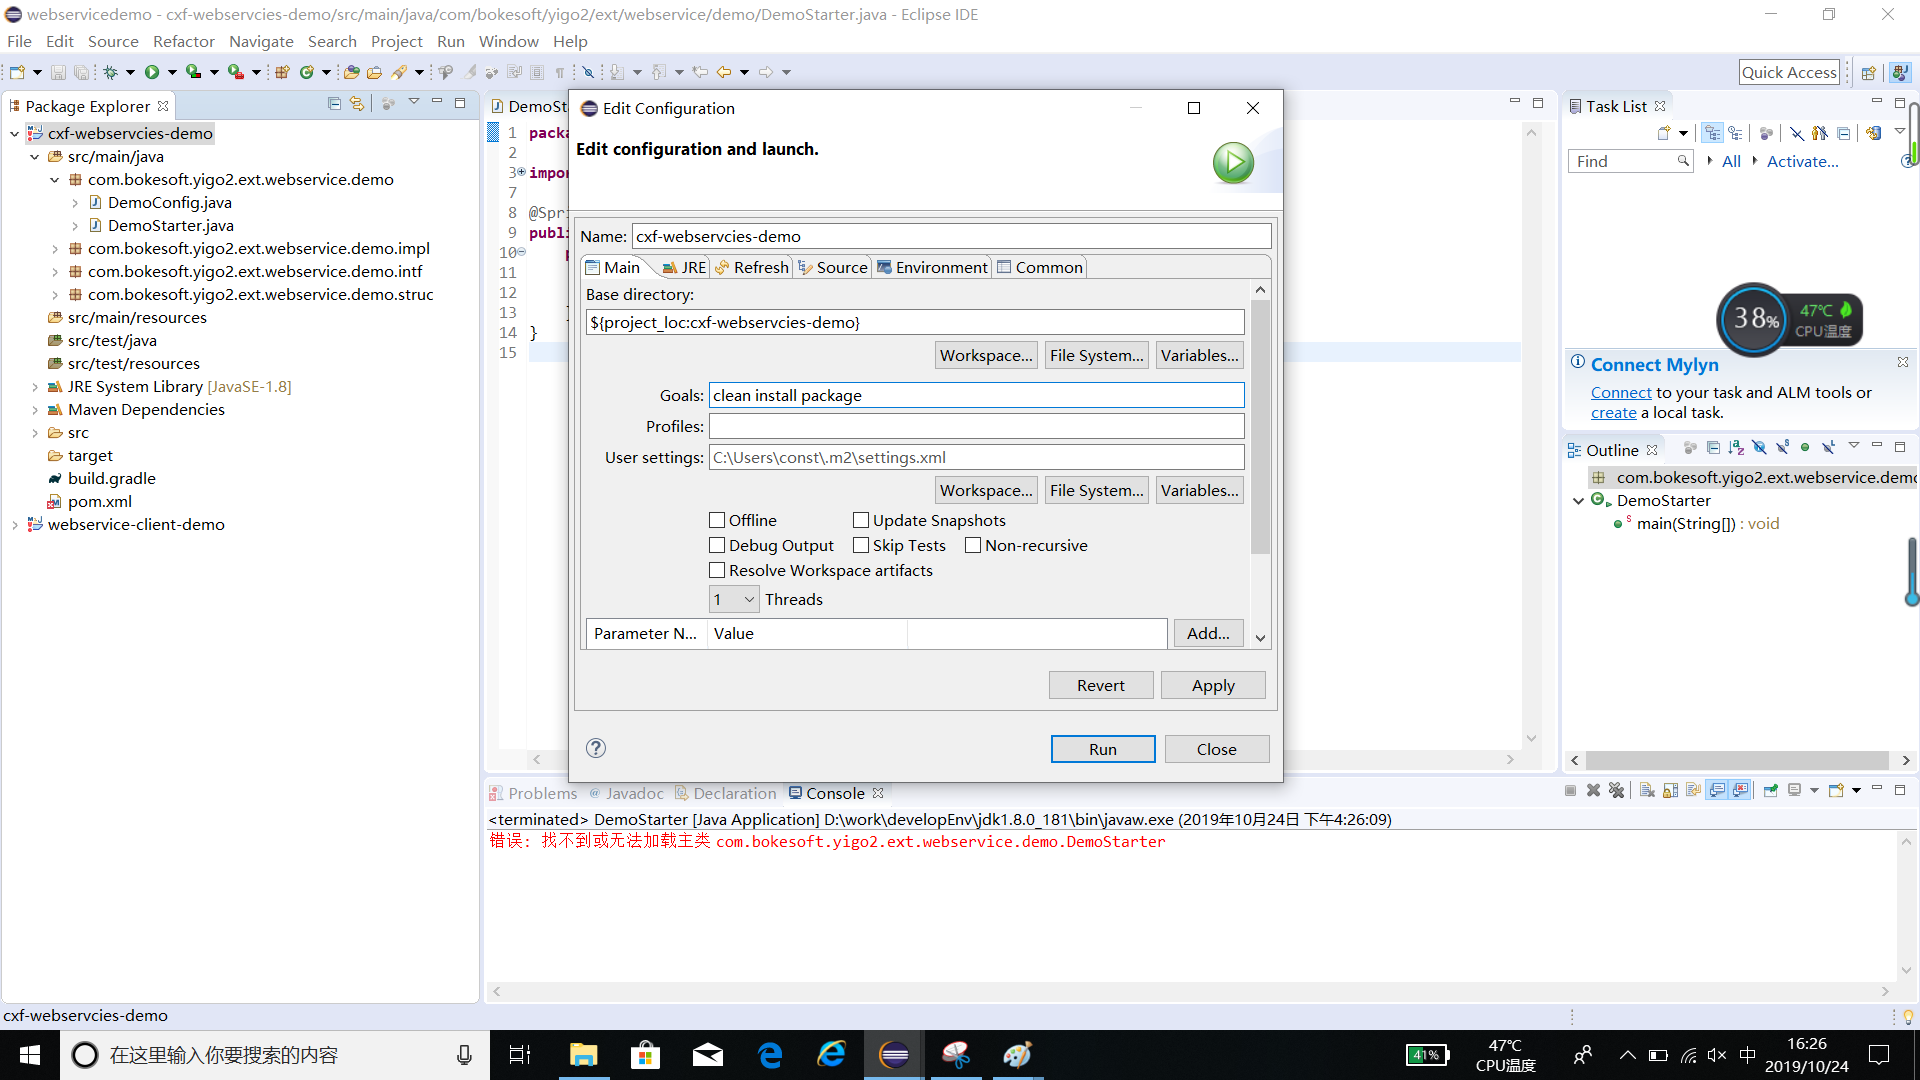 webservicedemo - cxf-webservcies-demo/src/main/java/com/bokesoft/yigo2/ext/webservice/demo/DemoStarter.java - Eclipse IDE
File Edit Source Refactor Navigate Search Project Run Window Help
Quick Access
Package Explorer
cxf-webservcies-demo
src/main/java
com.bokesoft.yigo2.ext.webservice.demo
DemoConfig.java
DemoStarter.java
com.bokesoft.yigo2.ext.webservice.demo.impl
com.bokesoft.yigo2.ext.webservice.demo.intf
com.bokesoft.yigo2.ext.webservice.demo.struc
src/main/resources
src/test/java
src/test/resources
JRE System Library [JavaSE-1.8]
Maven Dependencies
src
target
build.gradle
pom.xml
webservice-client-demo
DemoSt
1 packa
2
3 impor
7
8 @Spri
9 publi
10 p
11
12
13
14 }
15
Edit Configuration
Edit configuration and launch.
Name: cxf-webservcies-demo
Main JRE Refresh Source Environment Common
Base directory:
${project_loc:cxf-webservcies-demo}
Workspace... File System... Variables...
Goals: clean install package
Profiles:
User settings: C:\Users\const\.m2\settings.xml
Workspace... File System... Variables...
Offline Update Snapshots
Debug Output Skip Tests Non-recursive
Resolve Workspace artifacts
1 Threads
Parameter N... Value Add...
Revert Apply
Run Close
Task List
Find All Activate...
38% 47℃
CPU温度
Connect Mylyn
Connect to your task and ALM tools or
create a local task.
Outline
com.bokesoft.yigo2.ext.webservice.demo
DemoStarter
main(String[]) : void
Problems Javadoc Declaration Console
<terminated> DemoStarter [Java Application] D:\work\developEnv\jdk1.8.0_181\bin\javaw.exe (2019年10月24日 下午4:26:09)
错误: 找不到或无法加载主类 com.bokesoft.yigo2.ext.webservice.demo.DemoStarter
cxf-webservcies-demo
在这里输入你要搜索的内容
41%
47℃
CPU温度
中
16:26
2019/10/24